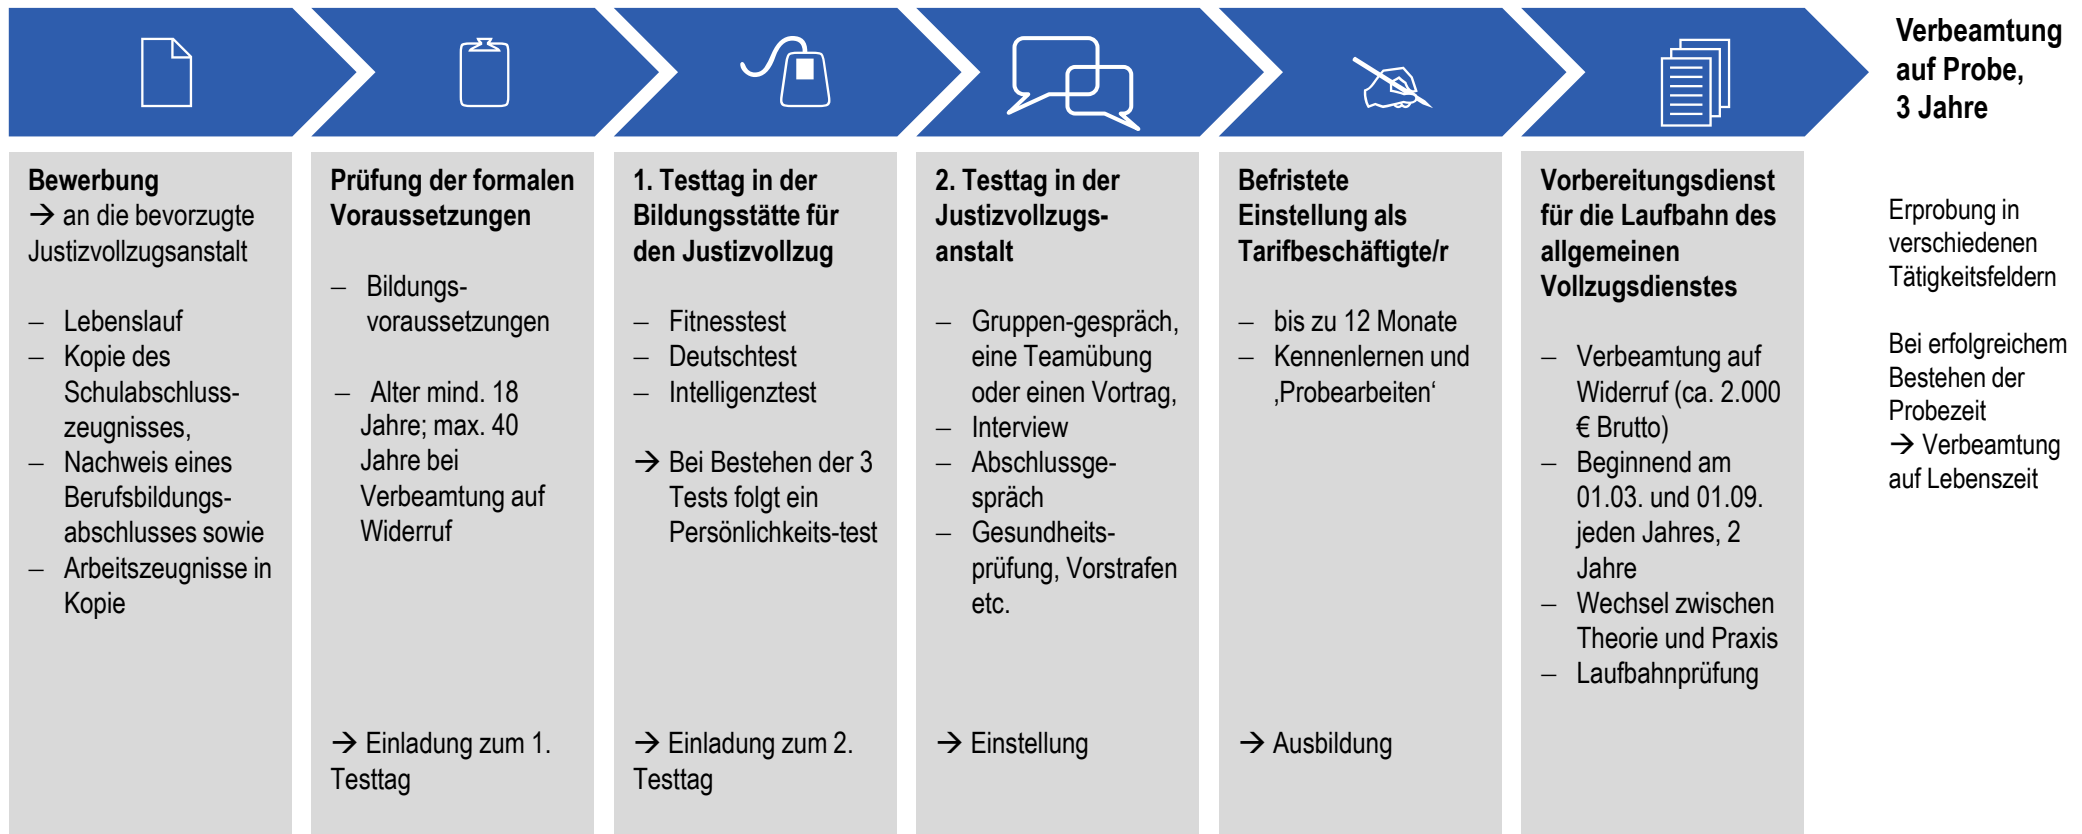 Bewerbung
→ an die bevorzugte
Justizvollzugsanstalt
– Lebenslauf
– Kopie des
Schulabschluss-
zeugnisses,
– Nachweis eines
Berufsbildungs-
abschlusses sowie
– Arbeitszeugnisse in
Kopie
Prüfung der formalen
Voraussetzungen
– Bildungs-
voraussetzungen
– Alter mind. 18
Jahre; max. 40
Jahre bei
Verbeamtung auf
Widerruf
→ Einladung zum 1.
Testtag
1. Testtag in der
Bildungsstätte für
den Justizvollzug
– Fitnesstest
– Deutschtest
– Intelligenztest
→ Bei Bestehen der 3
Tests folgt ein
Persönlichkeits-test
→ Einladung zum 2.
Testtag
2. Testtag in der
Justizvollzugs-
anstalt
– Gruppen-gespräch,
eine Teamübung
oder einen Vortrag,
– Interview
– Abschlussge-
spräch
– Gesundheits-
prüfung, Vorstrafen
etc.
→ Einstellung
Befristete
Einstellung als
Tarifbeschäftigte/r
– bis zu 12 Monate
– Kennenlernen und
‚Probearbeiten‘
→ Ausbildung
Vorbereitungsdienst
für die Laufbahn des
allgemeinen
Vollzugsdienstes
– Verbeamtung auf
Widerruf (ca. 2.000
€ Brutto)
– Beginnend am
01.03. und 01.09.
jeden Jahres, 2
Jahre
– Wechsel zwischen
Theorie und Praxis
– Laufbahnprüfung
Verbeamtung
auf Probe,
3 Jahre
Erprobung in
verschiedenen
Tätigkeitsfeldern
Bei erfolgreichem
Bestehen der
Probezeit
→ Verbeamtung
auf Lebenszeit